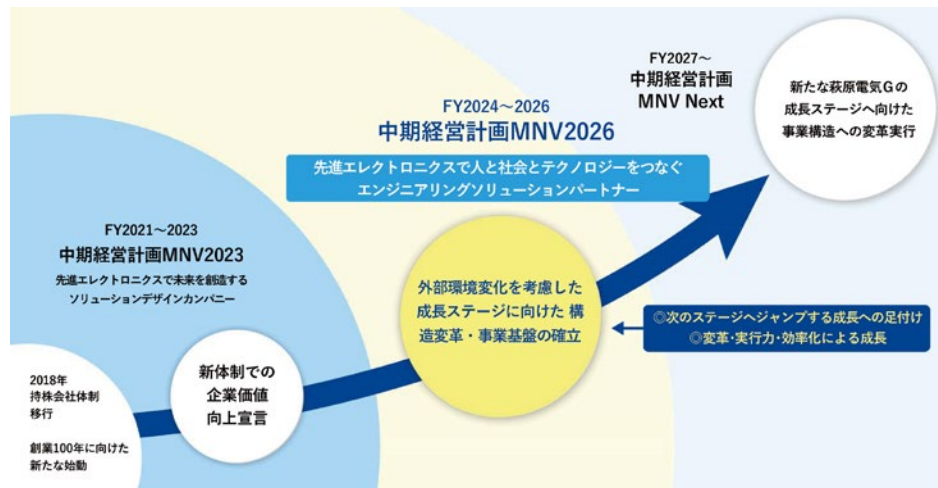 2018年
持株会社体制
移行
創業100年に向けた
新たな始動
FY2021～2023
中期経営計画MNV2023
先進エレクトロニクスで未来を創造する
ソリューションデザインカンパニー
新体制での
企業価値
向上宣言
FY2024～2026
中期経営計画MNV2026
先進エレクトロニクスで人と社会とテクノロジーをつなぐ
エンジニアリングソリューションパートナー
外部環境変化を考慮した
成長ステージに向けた 構
造変革・事業基盤の確立
◎次のステージへジャンプする成長への足付け
◎変革・実行力・効率化による成長
FY2027～
中期経営計画
MNV Next
新たな萩原電気Gの
成長ステージへ向けた
事業構造への変革実行